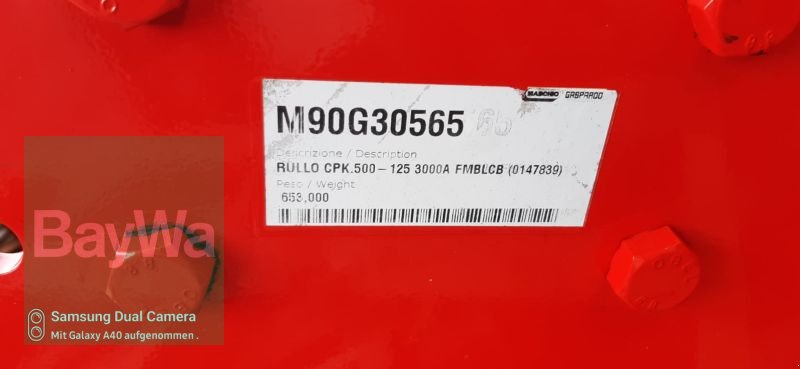 MASCHIO GASPARDO
M90G30565
Descrizione / Description
RULLO CPK.500-125 3000A FMBLCB (0147839)
Peso / Weight
653,000
BayWa
Samsung Dual Camera
Mit Galaxy A40 aufgenommen .